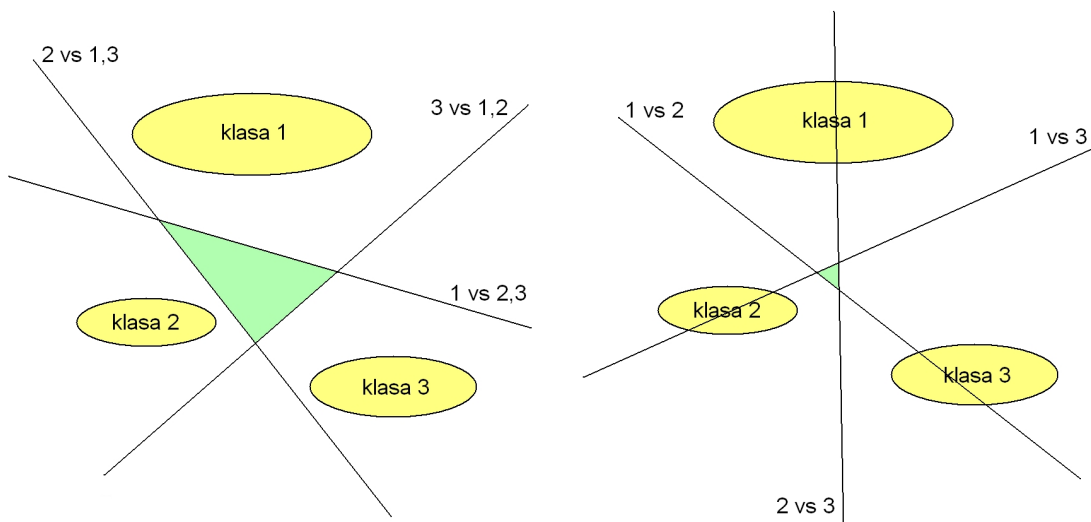 2 vs 1,3
klasa 1
3 vs 1,2
1 vs 2,3
klasa 2
klasa 3
1 vs 2
klasa 1
1 vs 3
klasa 2
klasa 3
2 vs 3